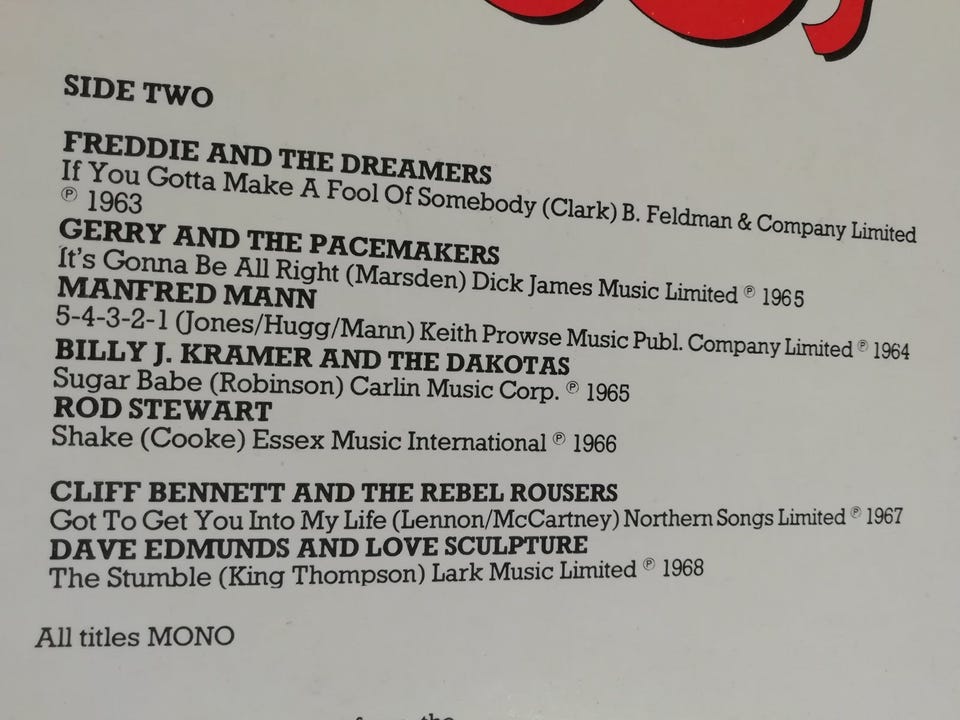 SIDE TWO
FREDDIE AND THE DREAMERS
If You Gotta Make A Fool Of Somebody (Clark) B. Feldman & Company Limited
℗ 1963
GERRY AND THE PACEMAKERS
It's Gonna Be All Right (Marsden) Dick James Music Limited ℗ 1965
MANFRED MANN
5-4-3-2-1 (Jones/Hugg/Mann) Keith Prowse Music Publ. Company Limited ℗ 1964
BILLY J. KRAMER AND THE DAKOTAS
Sugar Babe (Robinson) Carlin Music Corp. ℗ 1965
ROD STEWART
Shake (Cooke) Essex Music International ℗ 1966
CLIFF BENNETT AND THE REBEL ROUSERS
Got To Get You Into My Life (Lennon/McCartney) Northern Songs Limited ℗ 1967
DAVE EDMUNDS AND LOVE SCULPTURE
The Stumble (King Thompson) Lark Music Limited ℗ 1968
All titles MONO